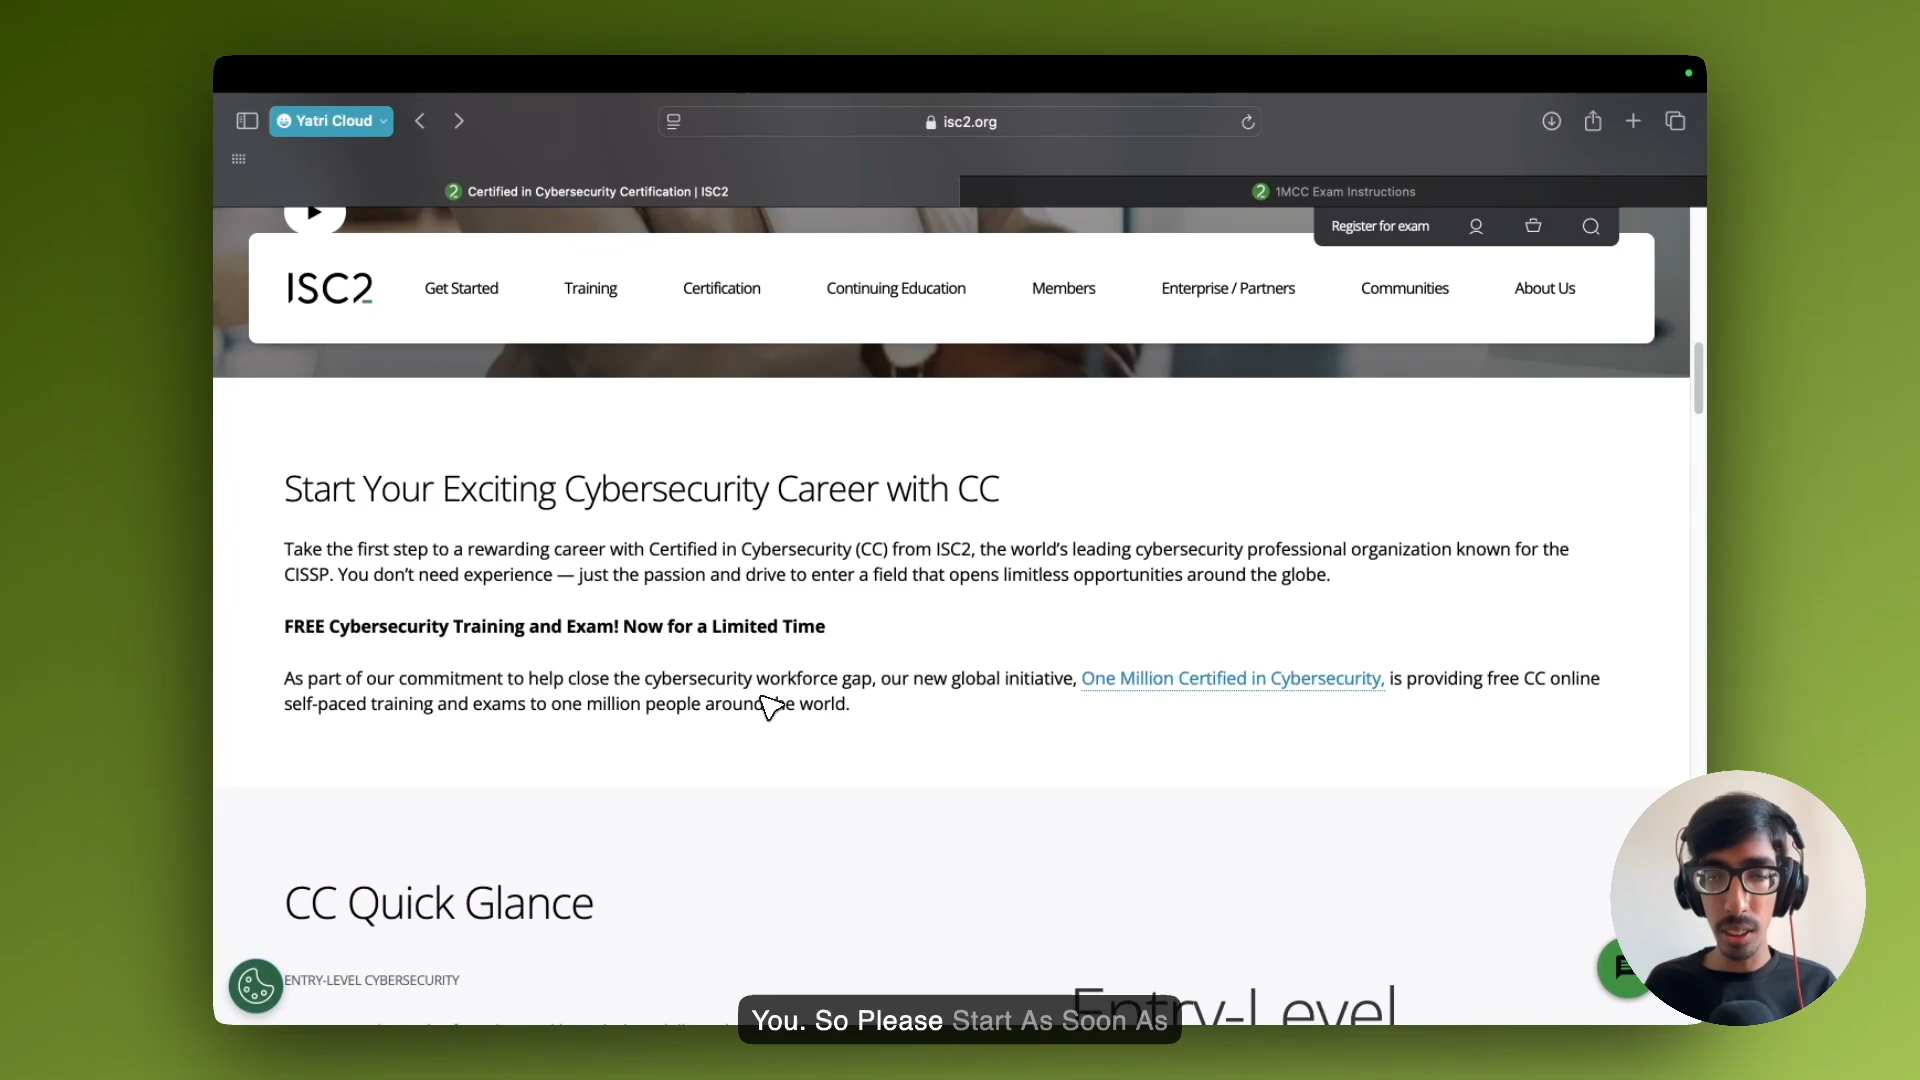 Yatri Cloud
isc2.org
Certified in Cybersecurity Certification | ISC2
1MCC Exam Instructions
Register for exam
ISC2
Get Started
Training
Certification
Continuing Education
Members
Enterprise / Partners
Communities
About Us
Start Your Exciting Cybersecurity Career with CC
Take the first step to a rewarding career with Certified in Cybersecurity (CC) from ISC2, the world's leading cybersecurity professional organization known for the
CISSP. You don't need experience — just the passion and drive to enter a field that opens limitless opportunities around the globe.
FREE Cybersecurity Training and Exam! Now for a Limited Time
As part of our commitment to help close the cybersecurity workforce gap, our new global initiative, One Million Certified in Cybersecurity, is providing free CC online
self-paced training and exams to one million people around the world.
CC Quick Glance
ENTRY-LEVEL CYBERSECURITY
Entry-Level
You. So Please Start As Soon As